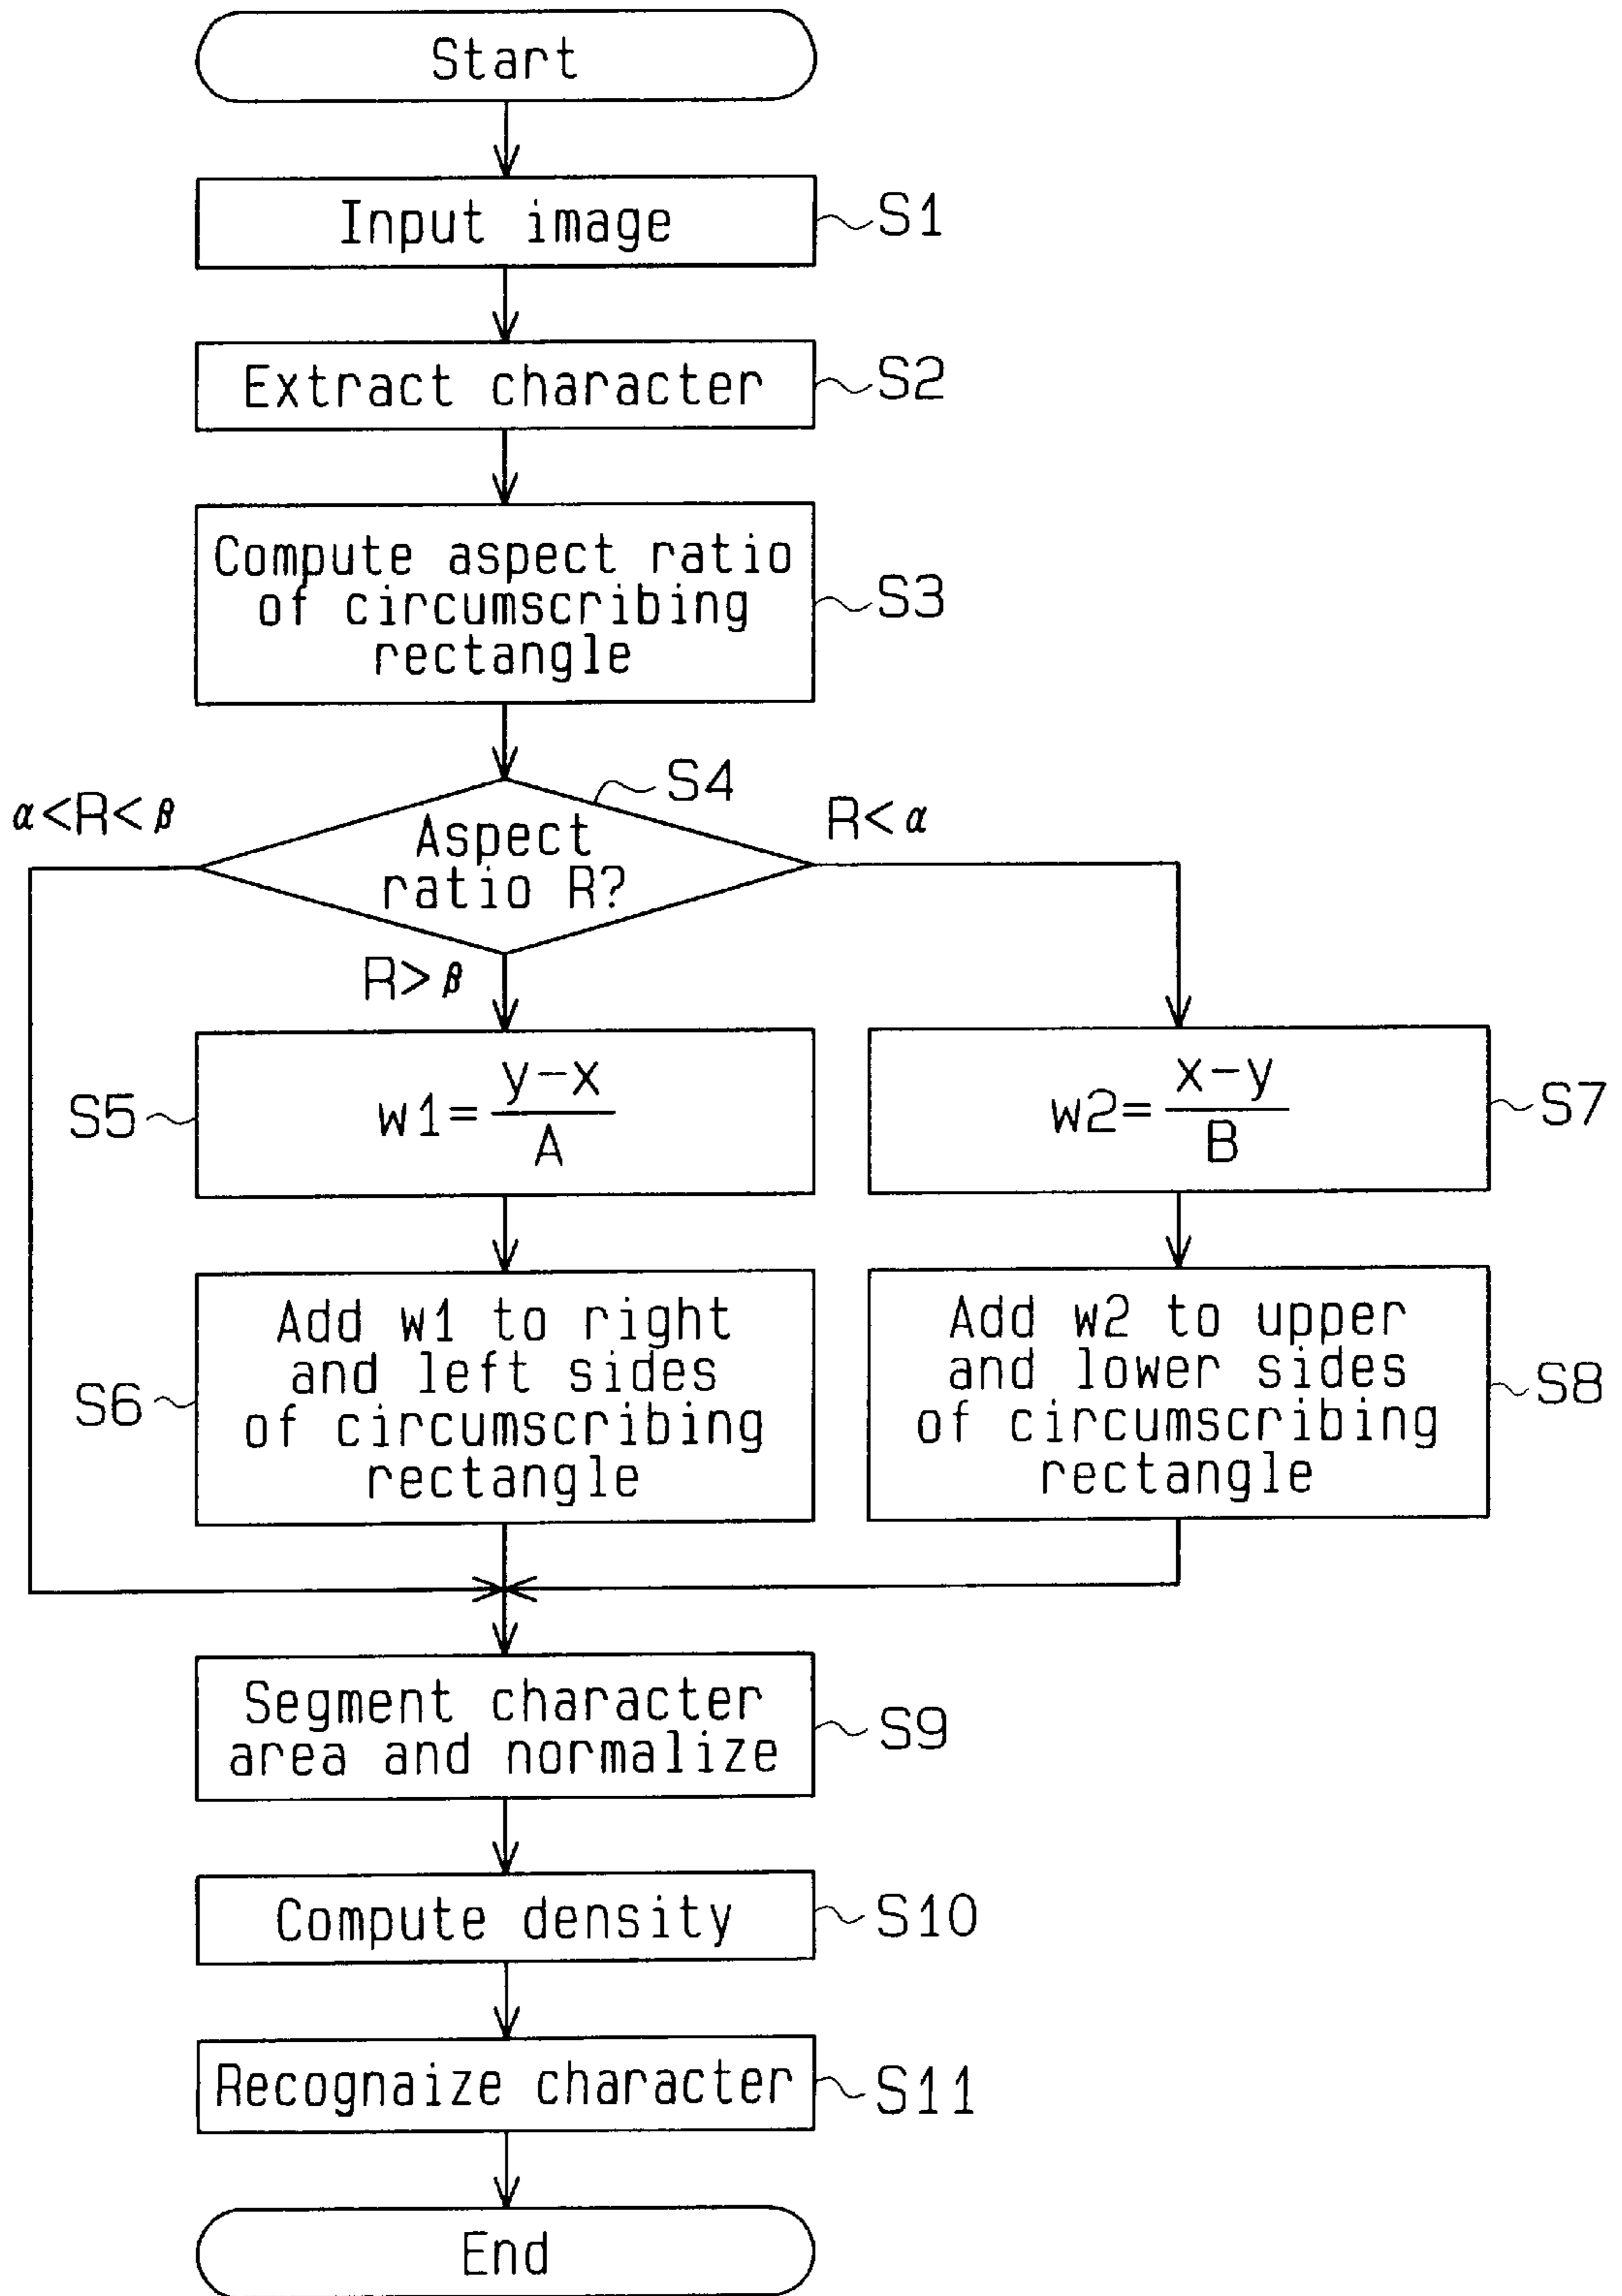 Start
Input image
S1
Extract character
S2
Compute aspect ratio
of circumscribing
rectangle
S3
S4
α<R<β
Aspect
ratio R?
R<α
R>β
S5
w1=(y-x)/A
w2=(x-y)/B
S7
Add w1 to right
and left sides
of circumscribing
rectangle
S6
Add w2 to upper
and lower sides
of circumscribing
rectangle
S8
Segment character
area and normalize
S9
Compute density
S10
Recognaize character
S11
End